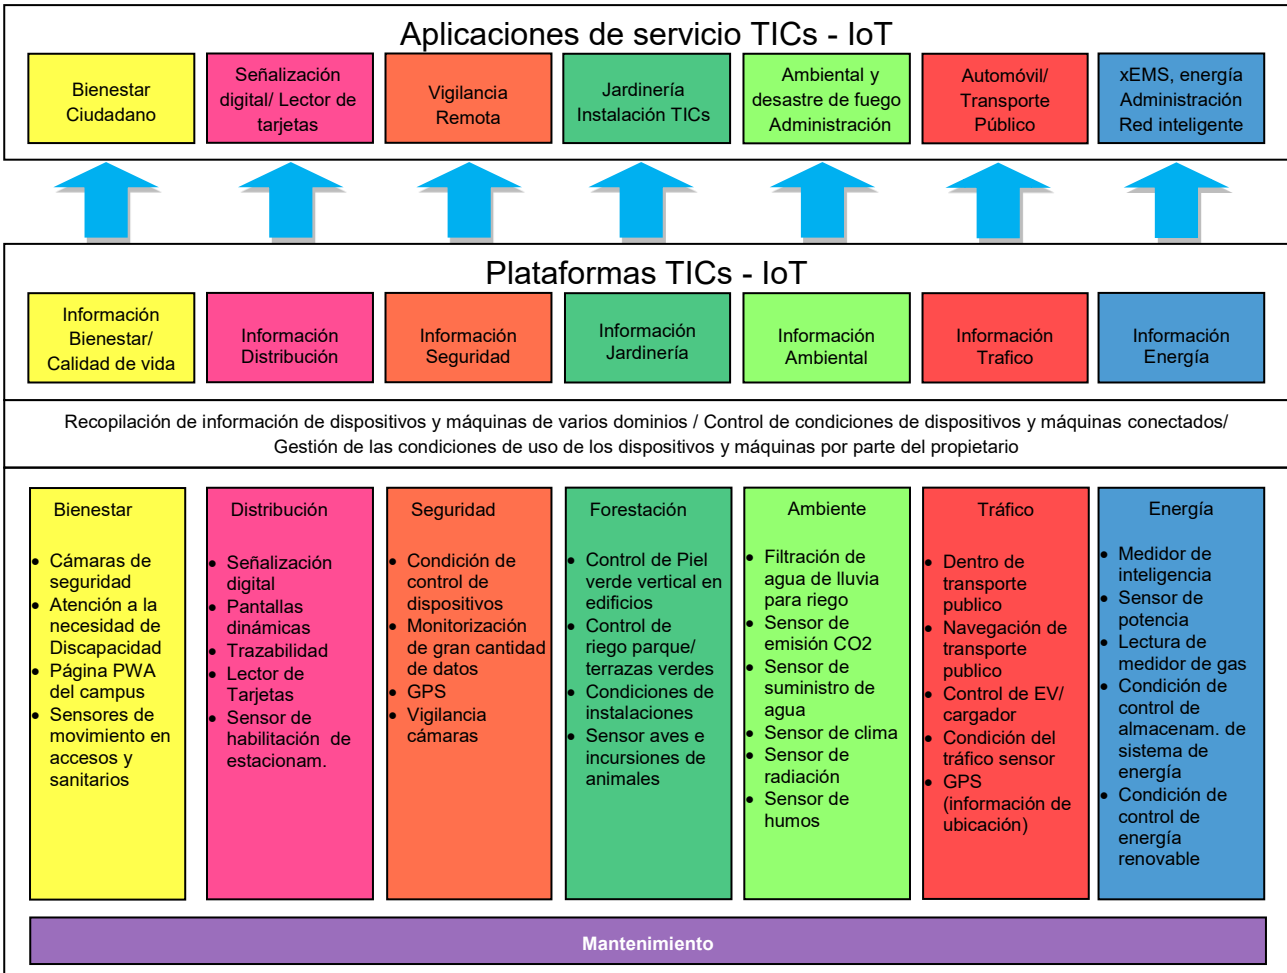 Aplicaciones de servicio TICs - IoT
Bienestar
Ciudadano
Señalización
digital/ Lector de
tarjetas
Vigilancia
Remota
Jardinería
Instalación TICs
Ambiental y
desastre de fuego
Administración
Automóvil/
Transporte
Público
xEMS, energía
Administración
Red inteligente
Plataformas TICs - IoT
Información
Bienestar/
Calidad de vida
Información
Distribución
Información
Seguridad
Información
Jardinería
Información
Ambiental
Información
Trafico
Información
Energía
Recopilación de información de dispositivos y máquinas de varios dominios / Control de condiciones de dispositivos y máquinas conectados/
Gestión de las condiciones de uso de los dispositivos y máquinas por parte del propietario
Bienestar
• Cámaras de
seguridad
• Atención a la
necesidad de
Discapacidad
• Página PWA
del campus
• Sensores de
movimiento en
accesos y
sanitarios
Distribución
• Señalización
digital
• Pantallas
dinámicas
• Trazabilidad
• Lector de
Tarjetas
• Sensor de
habilitación de
estacionam.
Seguridad
• Condición de
control de
dispositivos
• Monitorización
de gran cantidad
de datos
• GPS
• Vigilancia
cámaras
Forestación
• Control de Piel
verde vertical en
edificios
• Control de
riego parque/
terrazas verdes
• Condiciones de
instalaciones
• Sensor aves e
incursiones de
animales
Ambiente
• Filtración de
agua de lluvia
para riego
• Sensor de
emisión CO2
• Sensor de
suministro de
agua
• Sensor de clima
• Sensor de
radiación
• Sensor de
humos
Tráfico
• Dentro de
transporte
publico
• Navegación de
transporte
publico
• Control de EV/
cargador
• Condición del
tráfico sensor
• GPS
(información de
ubicación)
Energía
• Medidor de
inteligencia
• Sensor de
potencia
• Lectura de
medidor de gas
• Condición de
control de
almacenam. de
sistema de
energía
• Condición de
control de
energía
renovable
Mantenimiento